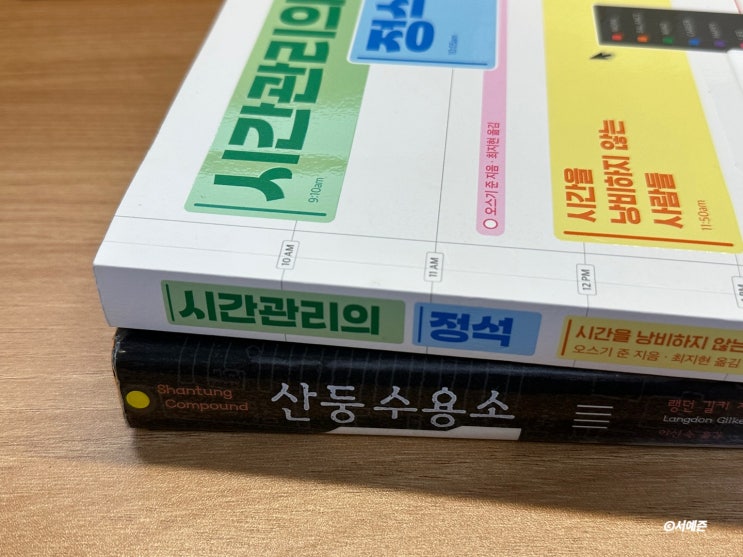 시간관리의
9:10am
10:05am
오스기 준 지음 · 최지현 옮김
시간을
낭비하지 않는
사람들
11:50am
10 AM
11 AM
12 PM
시간관리의
정석
시간을 낭비하지 않는
오스기 준 지음 · 최지현 옮김
Shantung
Compound
산둥 수용소
랭던 길키
Langdon Gilke
©서예준